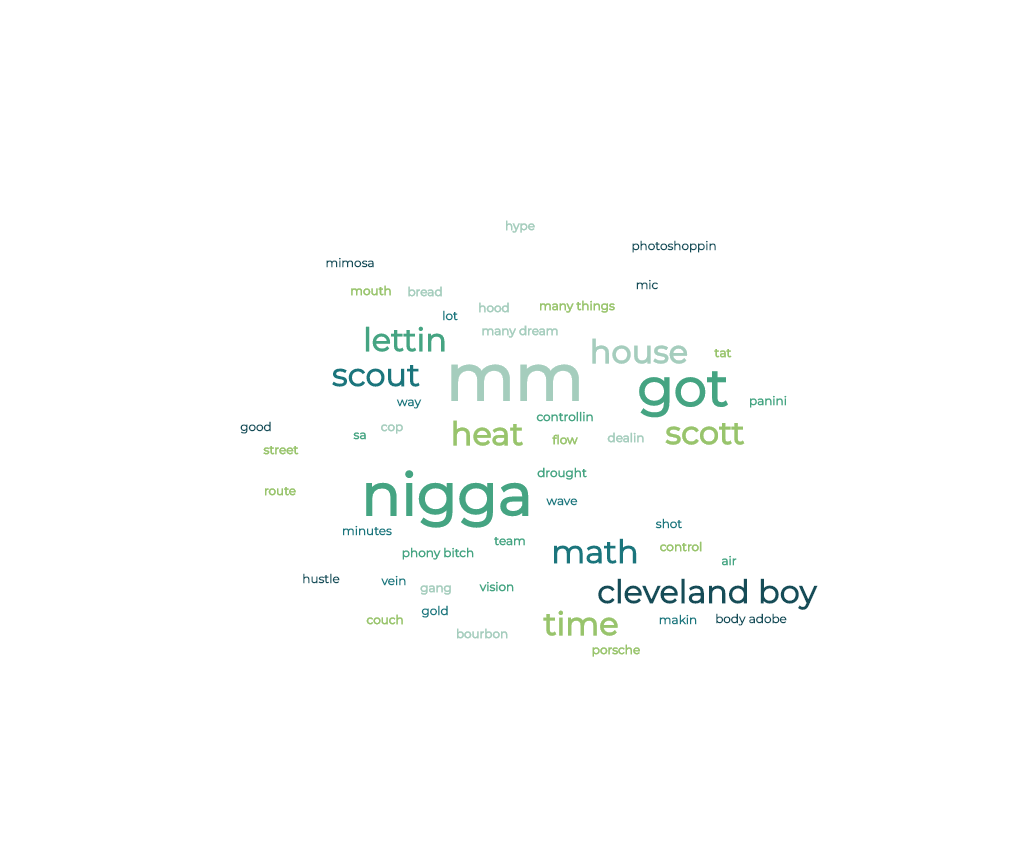 hype
photoshoppin
mimosa
mic
mouth
bread
hood
many things
lot
many dream
lettin
house
tat
scout
mm
got
way
panini
controllin
good
sa
cop
heat
flow
dealin
scott
street
drought
route
nigga
wave
minutes
shot
team
phony bitch
math
control
air
hustle
vein
gang
vision
cleveland boy
couch
gold
time
makin
body adobe
bourbon
porsche